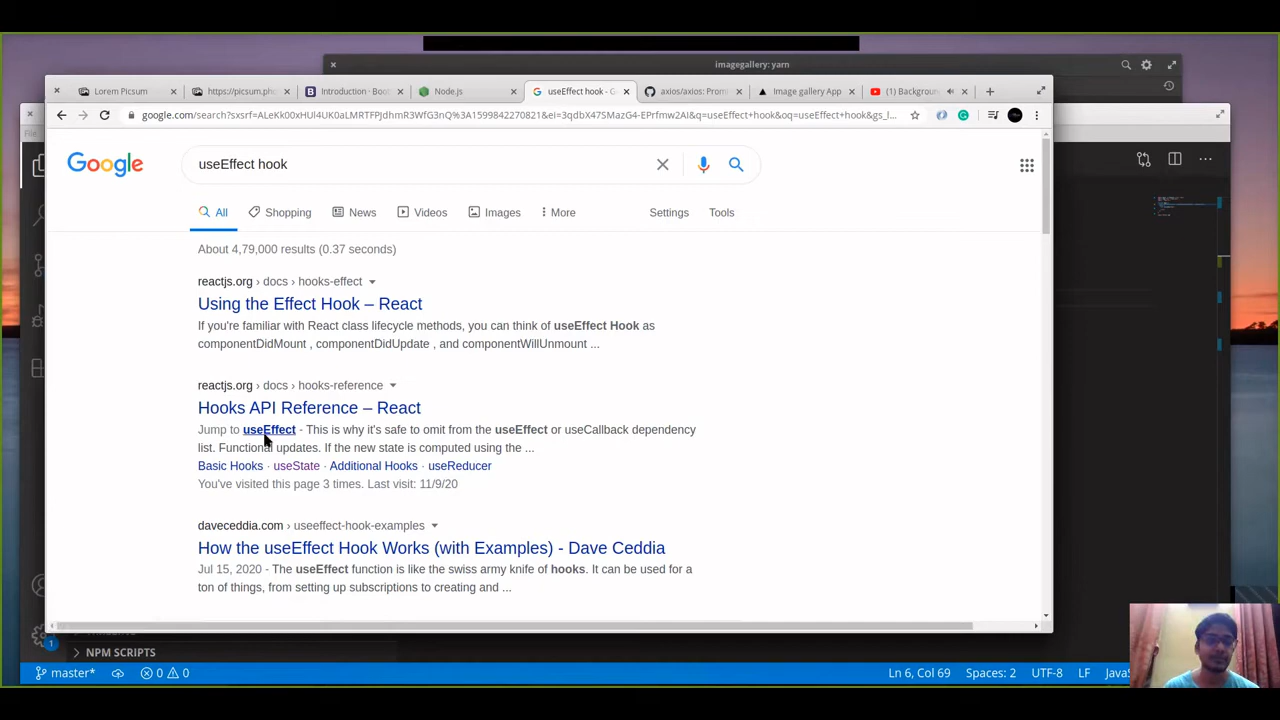 imagegallery: yarn
Lorem Picsum
https://picsum.ph
Introduction · Boo
Node.js
useEffect hook - G
axios/axios: Prom
Image gallery App
(1) Backgroun
google.com/search?sxsrf=ALeKk00xHUl4UK0aLMRTFPJdhmR3WfG3nQ%3A1599842270821&ei=3qdbX47SMazG4-EPrfmw2AI&q=useEffect+hook&oq=useEffect+hook&gs_l...
Google
useEffect hook
All
Shopping
News
Videos
Images
More
Settings
Tools
About 4,79,000 results (0.37 seconds)
reactjs.org › docs › hooks-effect
Using the Effect Hook – React
If you're familiar with React class lifecycle methods, you can think of useEffect Hook as
componentDidMount , componentDidUpdate , and componentWillUnmount ...
reactjs.org › docs › hooks-reference
Hooks API Reference – React
Jump to useEffect - This is why it's safe to omit from the useEffect or useCallback dependency
list. Functional updates. If the new state is computed using the ...
Basic Hooks · useState · Additional Hooks · useReducer
You've visited this page 3 times. Last visit: 11/9/20
daveceddia.com › useeffect-hook-examples
How the useEffect Hook Works (with Examples) - Dave Ceddia
Jul 15, 2020 - The useEffect function is like the swiss army knife of hooks. It can be used for a
ton of things, from setting up subscriptions to creating and ...
NPM SCRIPTS
1
master*
0
0
Ln 6, Col 69
Spaces: 2
UTF-8
LF
JavaS